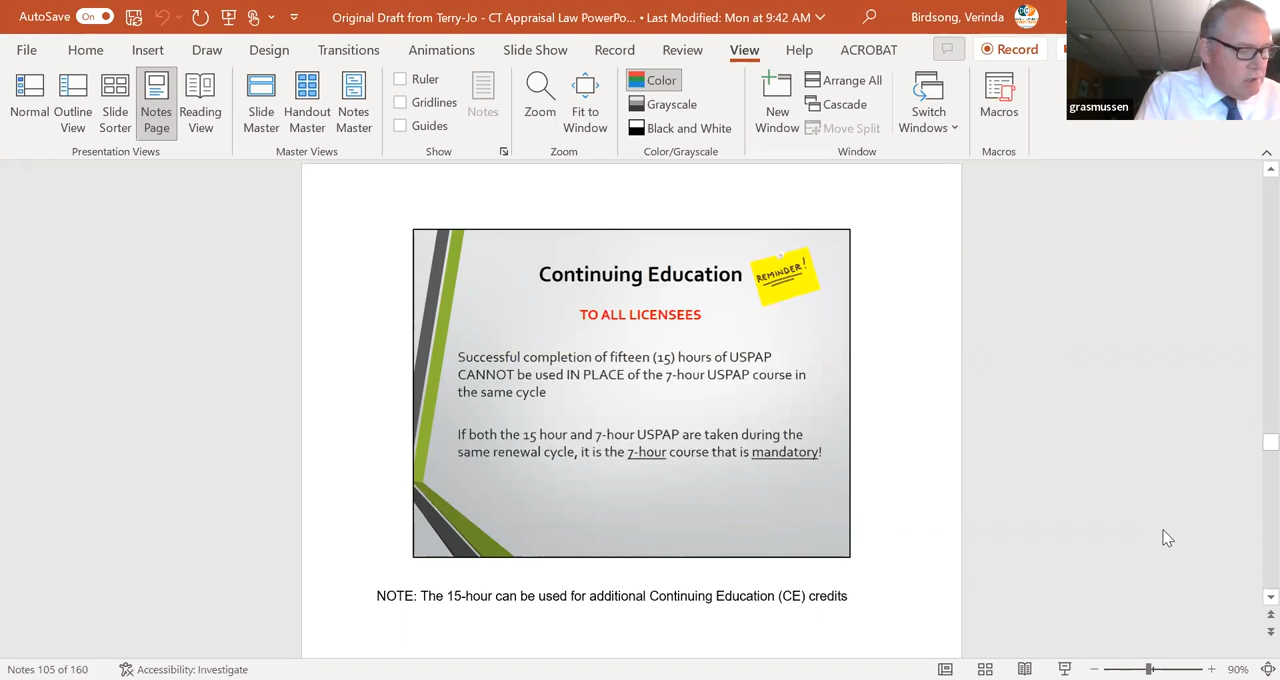 AutoSave On
Original Draft from Terry-Jo - CT Appraisal Law PowerPo... • Last Modified: Mon at 9:42 AM
Birdsong, Verinda
File Home Insert Draw Design Transitions Animations Slide Show Record Review View Help ACROBAT Record
Normal
Outline View
Slide Sorter
Notes Page
Reading View
Presentation Views
Slide Master
Handout Master
Notes Master
Master Views
Ruler
Gridlines
Guides
Notes
Show
Zoom
Fit to Window
Zoom
Color
Grayscale
Black and White
Color/Grayscale
New Window
Arrange All
Cascade
Move Split
Switch Windows
Window
Macros
Macros
grasmussen
Continuing Education
REMINDER!
TO ALL LICENSEES
Successful completion of fifteen (15) hours of USPAP
CANNOT be used IN PLACE of the 7-hour USPAP course in
the same cycle
If both the 15 hour and 7-hour USPAP are taken during the
same renewal cycle, it is the 7-hour course that is mandatory!
NOTE: The 15-hour can be used for additional Continuing Education (CE) credits
Notes 105 of 160 Accessibility: Investigate 90%